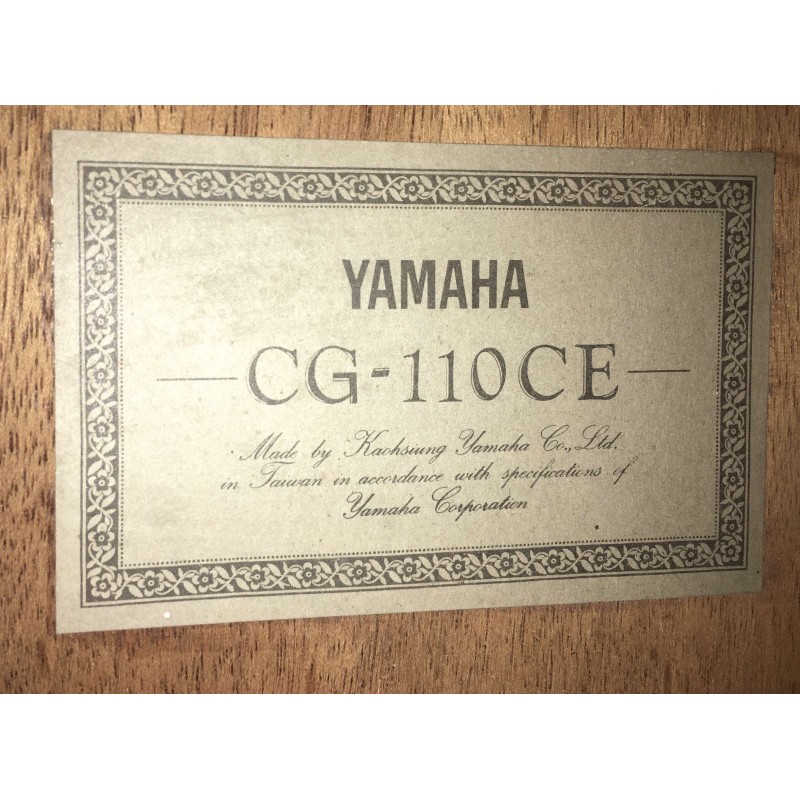 YAMAHA
CG-110CE
Made by Kaohsiung Yamaha Co., Ltd.
in Taiwan in accordance with specifications of
Yamaha Corporation